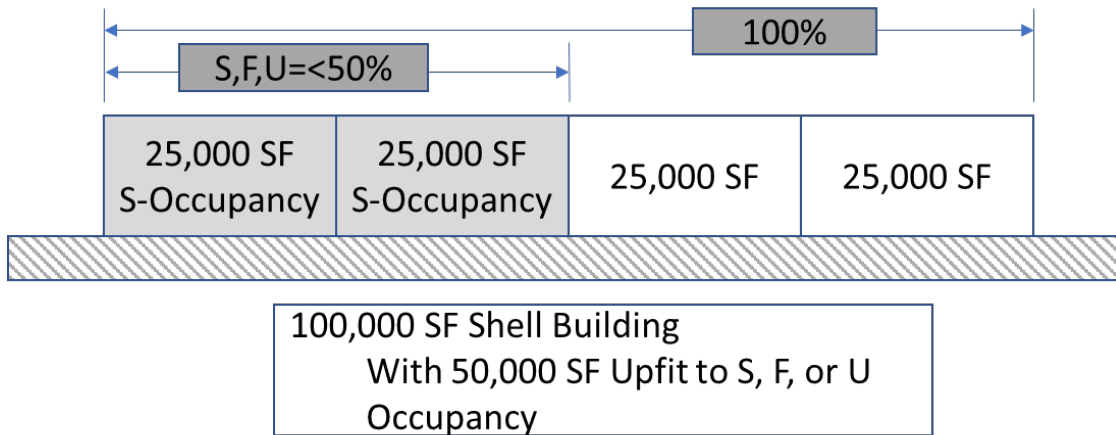 100%
S,F,U=<50%
25,000 SF
S-Occupancy
25,000 SF
S-Occupancy
25,000 SF
25,000 SF
100,000 SF Shell Building
With 50,000 SF Upfit to S, F, or U
Occupancy